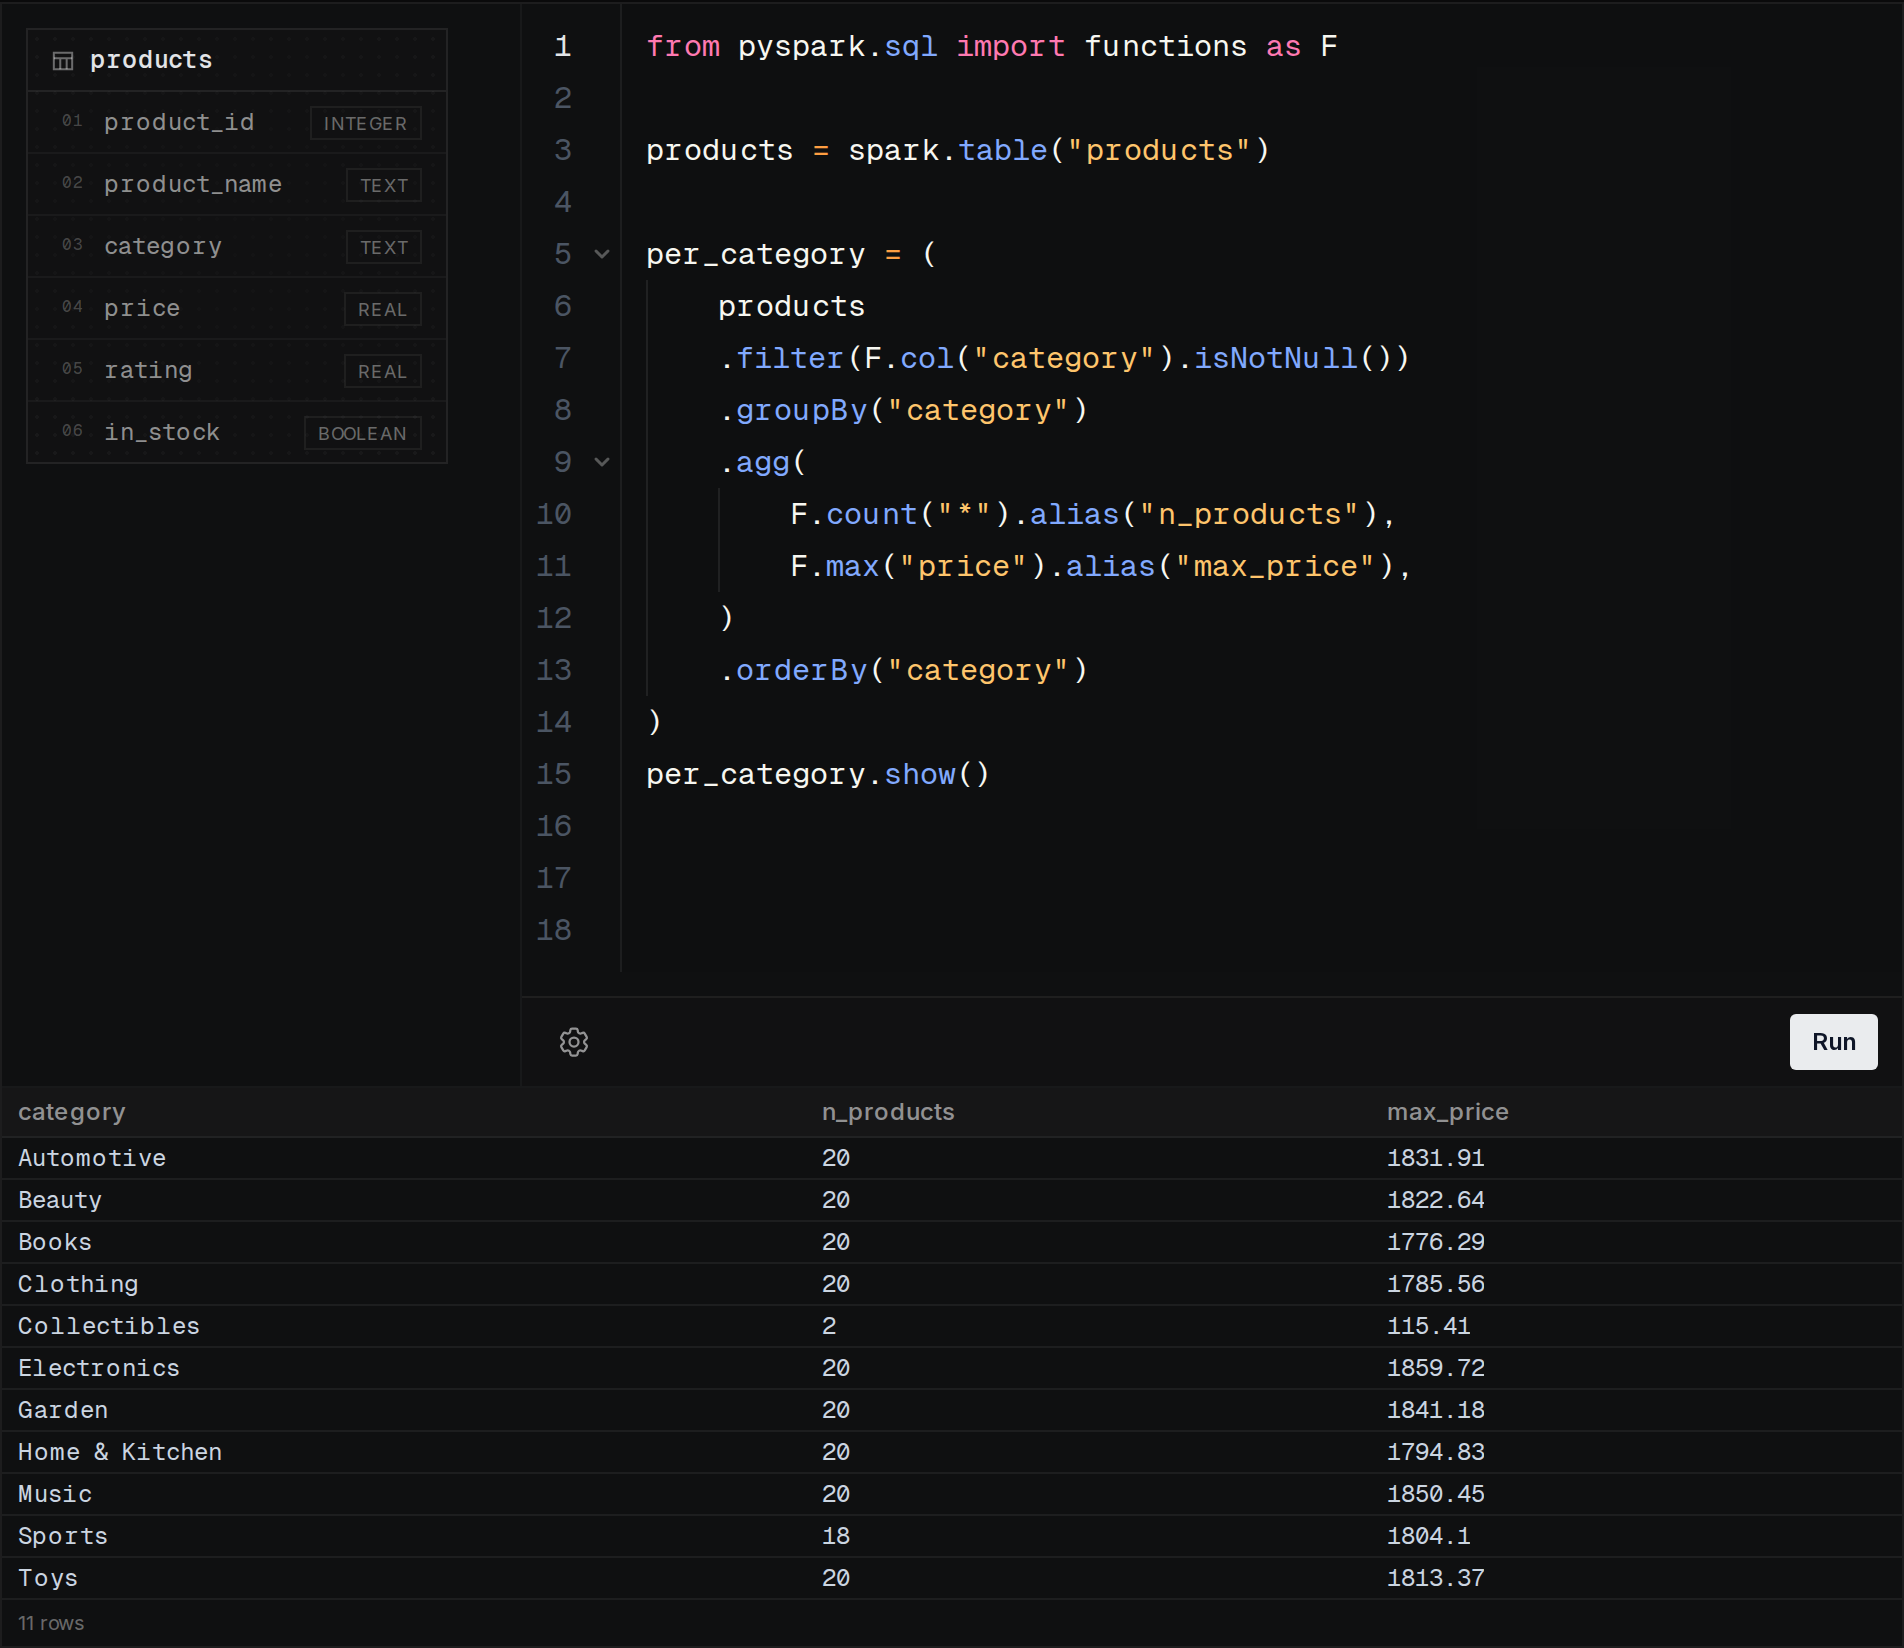 products
01 product_id INTEGER
02 product_name TEXT
03 category TEXT
04 price REAL
05 rating REAL
06 in_stock BOOLEAN
1 from pyspark.sql import functions as F
2
3 products = spark.table("products")
4
5 per_category = (
6     products
7     .filter(F.col("category").isNotNull())
8     .groupBy("category")
9     .agg(
10         F.count("*").alias("n_products"),
11         F.max("price").alias("max_price"),
12     )
13     .orderBy("category")
14 )
15 per_category.show()
16
17
18
Run
category n_products max_price
Automotive 20 1831.91
Beauty 20 1822.64
Books 20 1776.29
Clothing 20 1785.56
Collectibles 2 115.41
Electronics 20 1859.72
Garden 20 1841.18
Home & Kitchen 20 1794.83
Music 20 1850.45
Sports 18 1804.1
Toys 20 1813.37
11 rows